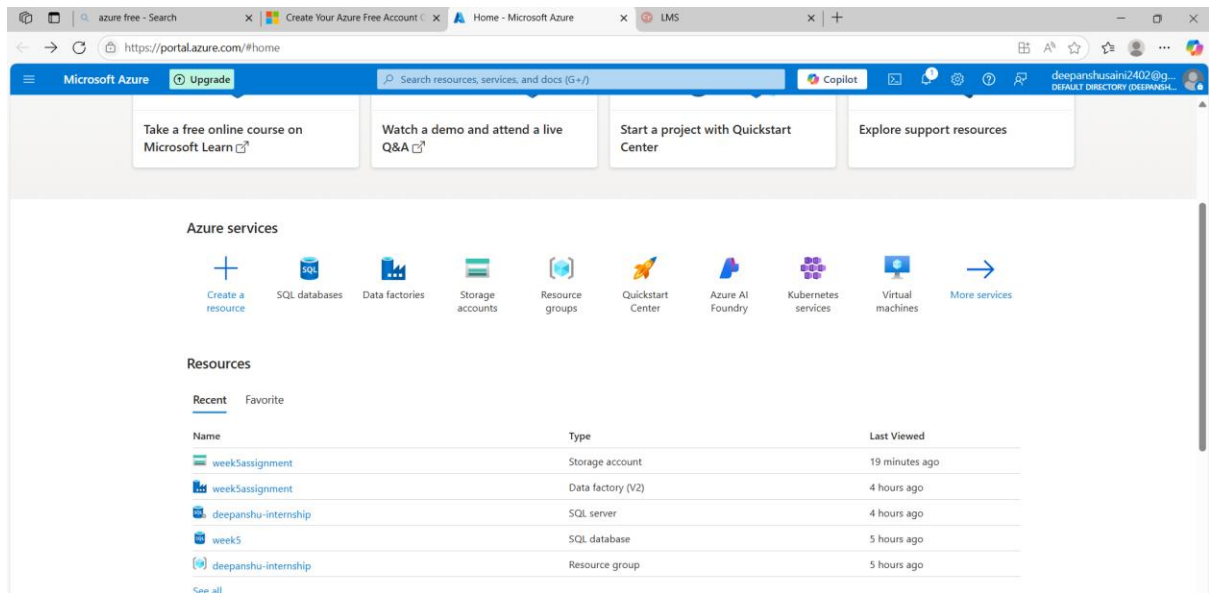 azure free - Search
Create Your Azure Free Account
Home - Microsoft Azure
LMS
https://portal.azure.com/#home
Microsoft Azure
Upgrade
Search resources, services, and docs (G+/)
Copilot
1
deepanshusaini2402@g...
DEFAULT DIRECTORY (DEEPANSH...
Take a free online course on
Microsoft Learn
Watch a demo and attend a live
Q&A
Start a project with Quickstart
Center
Explore support resources
Azure services
Create a
resource
SQL databases
Data factories
Storage
accounts
Resource
groups
Quickstart
Center
Azure AI
Foundry
Kubernetes
services
Virtual
machines
More services
Resources
Recent Favorite
Name Type Last Viewed
week5assignment Storage account 19 minutes ago
week5assignment Data factory (V2) 4 hours ago
deepanshu-internship SQL server 4 hours ago
week5 SQL database 5 hours ago
deepanshu-internship Resource group 5 hours ago
See all